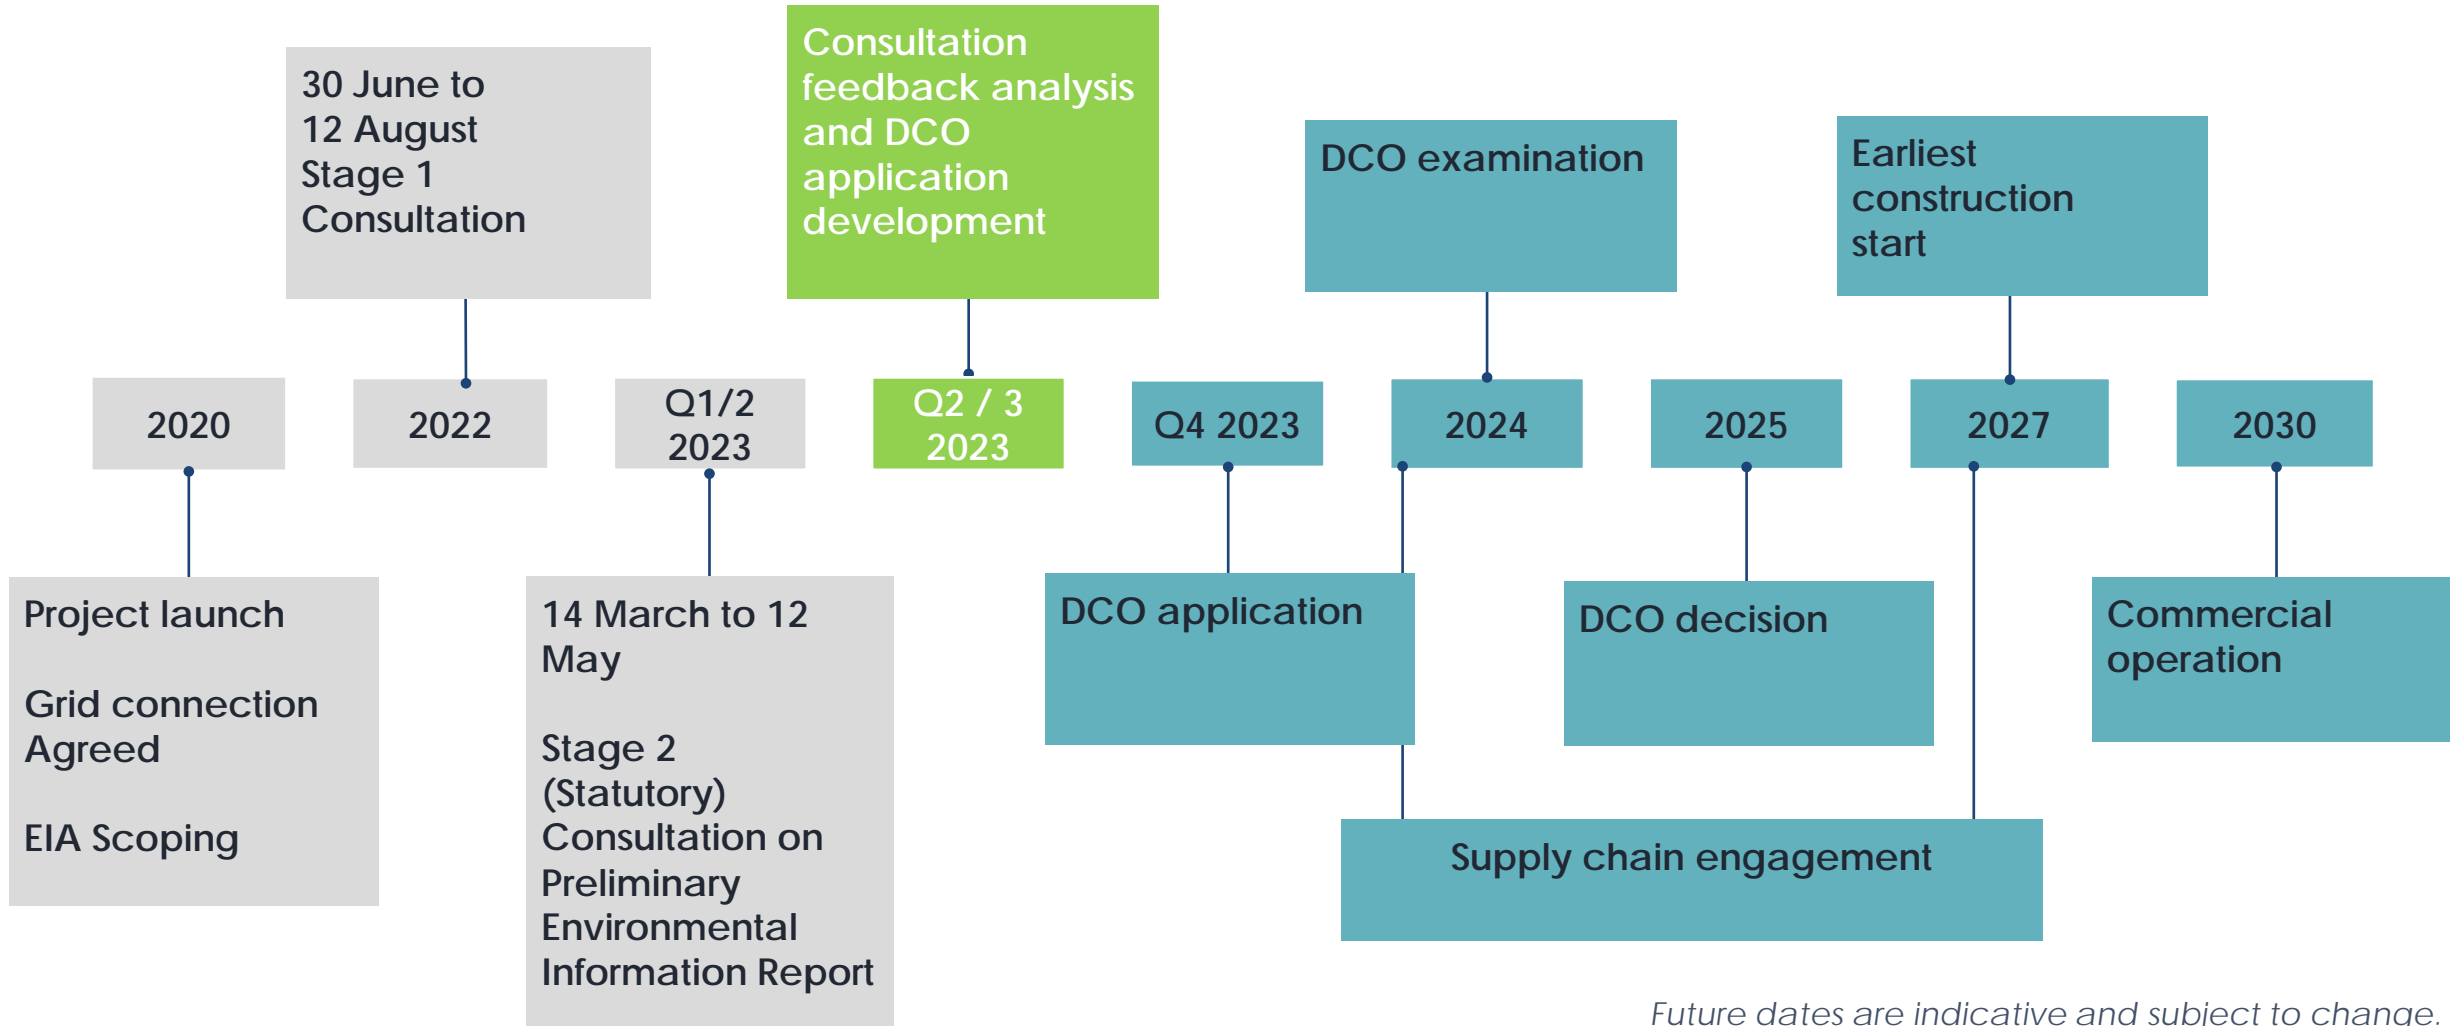 30 June to
12 August
Stage 1
Consultation
Consultation
feedback analysis
and DCO
application
development
DCO examination
Earliest
construction
start
2020
2022
Q1/2
2023
Q2 / 3
2023
Q4 2023
2024
2025
2027
2030
Project launch
Grid connection
Agreed
EIA Scoping
14 March to 12
May
Stage 2
(Statutory)
Consultation on
Preliminary
Environmental
Information Report
DCO application
DCO decision
Commercial
operation
Supply chain engagement
Future dates are indicative and subject to change.